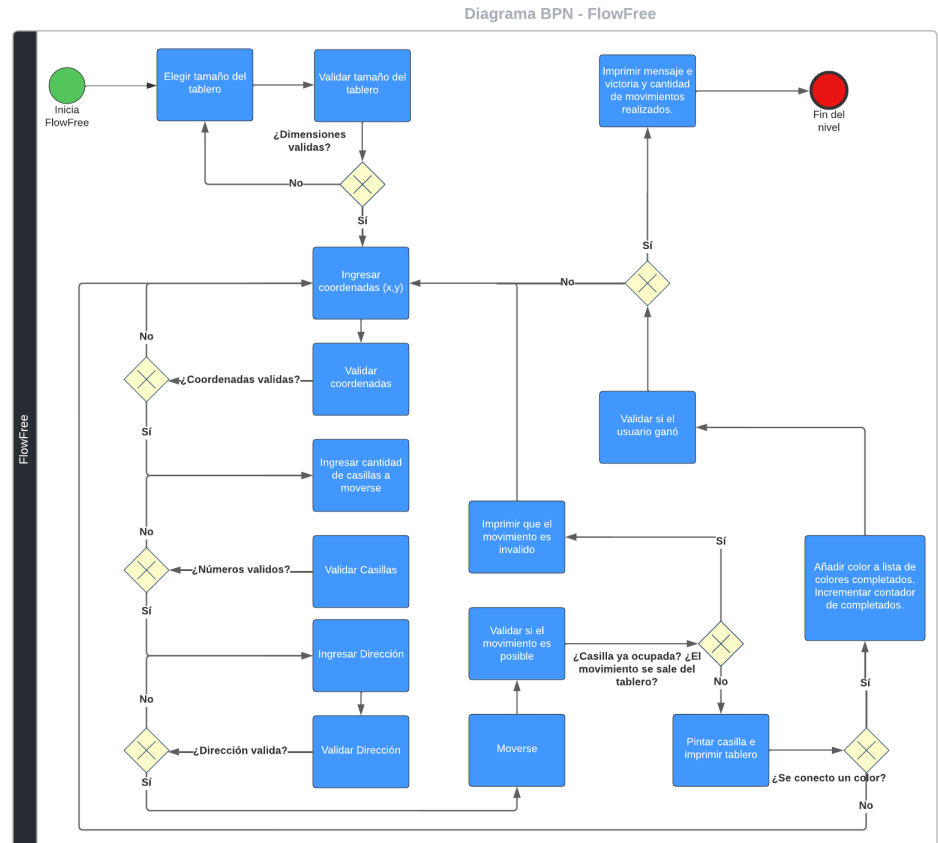 Diagrama BPN - FlowFree
FlowFree
Inicia
FlowFree
Elegir tamaño del
tablero
Validar tamaño del
tablero
¿Dimensiones
validas?
No
Sí
Ingresar
coordenadas (x,y)
Validar
coordenadas
¿Coordenadas validas?
No
Sí
Ingresar cantidad
de casillas a
moverse
Validar Casillas
¿Números validos?
No
Sí
Ingresar Dirección
Validar Dirección
¿Dirección valida?
No
Sí
Moverse
Validar si el
movimiento es
posible
¿Casilla ya ocupada? ¿El
movimiento se sale del
tablero?
Sí
No
Imprimir que el
movimiento es
invalido
Pintar casilla e
imprimir tablero
¿Se conecto un color?
Sí
No
Añadir color a lista de
colores completados.
Incrementar contador
de completados.
Validar si el
usuario ganó
No
Sí
Imprimir mensaje e
victoria y cantidad
de movimientos
realizados.
Fin del
nivel